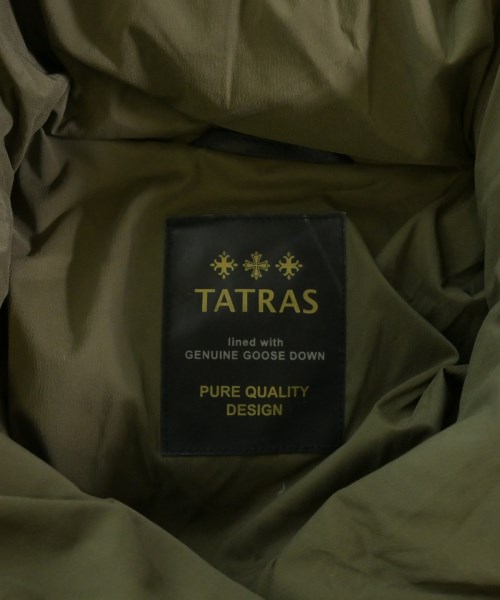 TATRAS
lined with
GENUINE GOOSE DOWN
PURE QUALITY
DESIGN